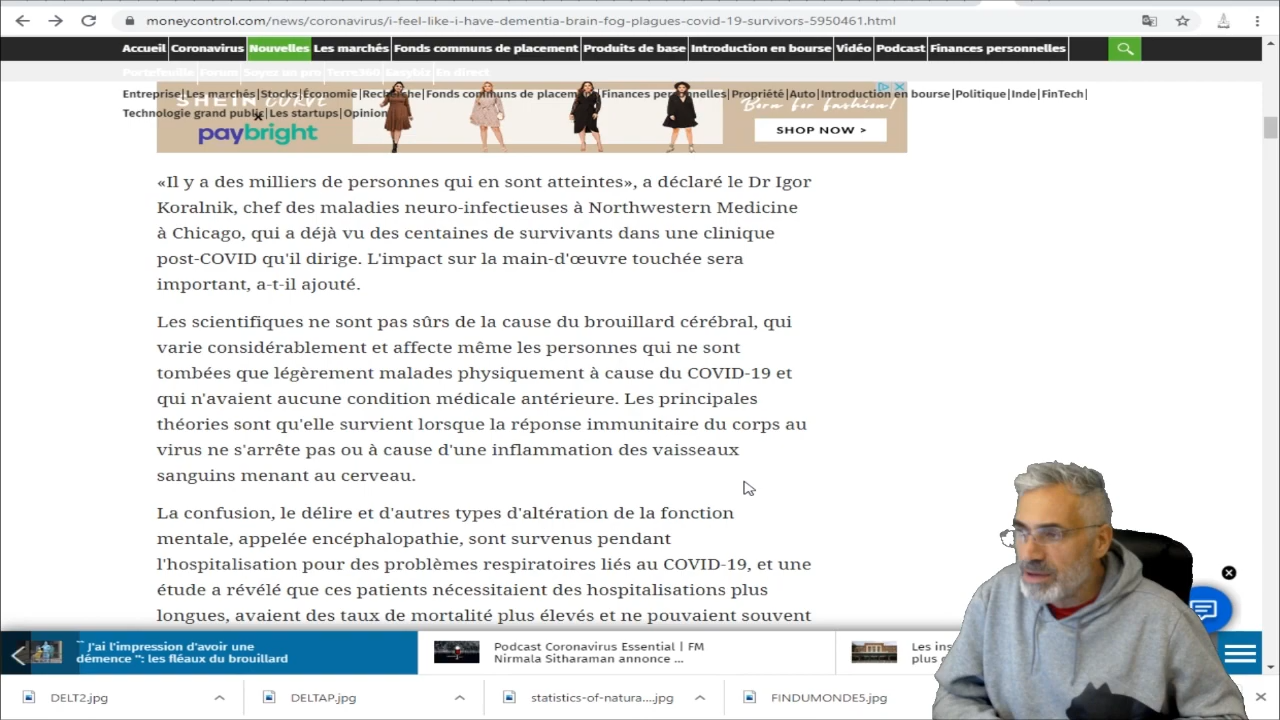 moneycontrol.com/news/coronavirus/i-feel-like-i-have-dementia-brain-fog-plagues-covid-19-survivors-5950461.html
Accueil Coronavirus Nouvelles Les marchés Fonds communs de placement Produits de base Introduction en bourse Vidéo Podcast Finances personnelles
Portefeuille Forum Soyez un pro Terre360 Easybiz En direct
Entreprise|Les marchés|Stocks|Économie|Recherche|Fonds communs de placement|Finances personnelles|Propriété|Auto|Introduction en bourse|Politique|Inde|FinTech|
Technologie grand public|Les startups|Opinion
SHEIN CURVE
Born for fashion!
paybright
SHOP NOW >
«Il y a des milliers de personnes qui en sont atteintes», a déclaré le Dr Igor
Koralnik, chef des maladies neuro-infectieuses à Northwestern Medicine
à Chicago, qui a déjà vu des centaines de survivants dans une clinique
post-COVID qu'il dirige. L'impact sur la main-d'œuvre touchée sera
important, a-t-il ajouté.
Les scientifiques ne sont pas sûrs de la cause du brouillard cérébral, qui
varie considérablement et affecte même les personnes qui ne sont
tombées que légèrement malades physiquement à cause du COVID-19 et
qui n'avaient aucune condition médicale antérieure. Les principales
théories sont qu'elle survient lorsque la réponse immunitaire du corps au
virus ne s'arrête pas ou à cause d'une inflammation des vaisseaux
sanguins menant au cerveau.
La confusion, le délire et d'autres types d'altération de la fonction
mentale, appelée encéphalopathie, sont survenus pendant
l'hospitalisation pour des problèmes respiratoires liés au COVID-19, et une
étude a révélé que ces patients nécessitaient des hospitalisations plus
longues, avaient des taux de mortalité plus élevés et ne pouvaient souvent
`` J'ai l'impression d'avoir une
démence '': les fléaux du brouillard
Podcast Coronavirus Essential | FM
Nirmala Sitharaman annonce ...
Les ins
plus
DELT2.jpg
DELTAP.jpg
statistics-of-natura....jpg
FINDUMONDE5.jpg